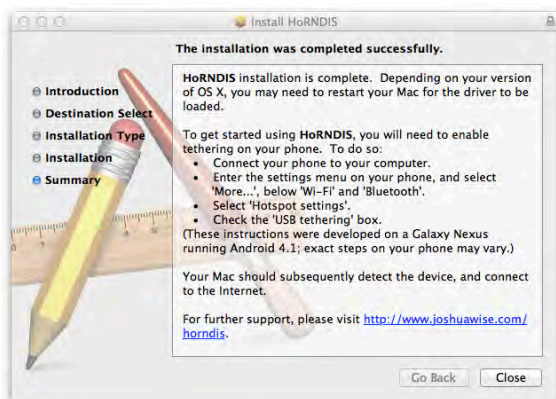 Install HoRNDIS
The installation was completed successfully.
Introduction
Destination Select
Installation Type
Installation
Summary
HoRNDIS installation is complete. Depending on your version
of OS X, you may need to restart your Mac for the driver to be
loaded.
To get started using HoRNDIS, you will need to enable
tethering on your phone. To do so:
• Connect your phone to your computer.
• Enter the settings menu on your phone, and select
'More...', below 'Wi-Fi' and 'Bluetooth'.
• Select 'Hotspot settings'.
• Check the 'USB tethering' box.
(These instructions were developed on a Galaxy Nexus
running Android 4.1; exact steps on your phone may vary.)
Your Mac should subsequently detect the device, and connect
to the Internet.
For further support, please visit http://www.joshuawise.com/
horndis.
Go Back
Close